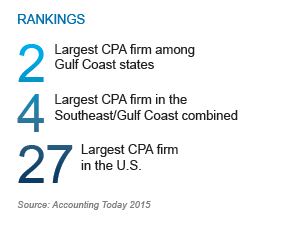 RANKINGS
2 Largest CPA firm among
Gulf Coast states
4 Largest CPA firm in the
Southeast/Gulf Coast combined
27 Largest CPA firm
in the U.S.
Source: Accounting Today 2015